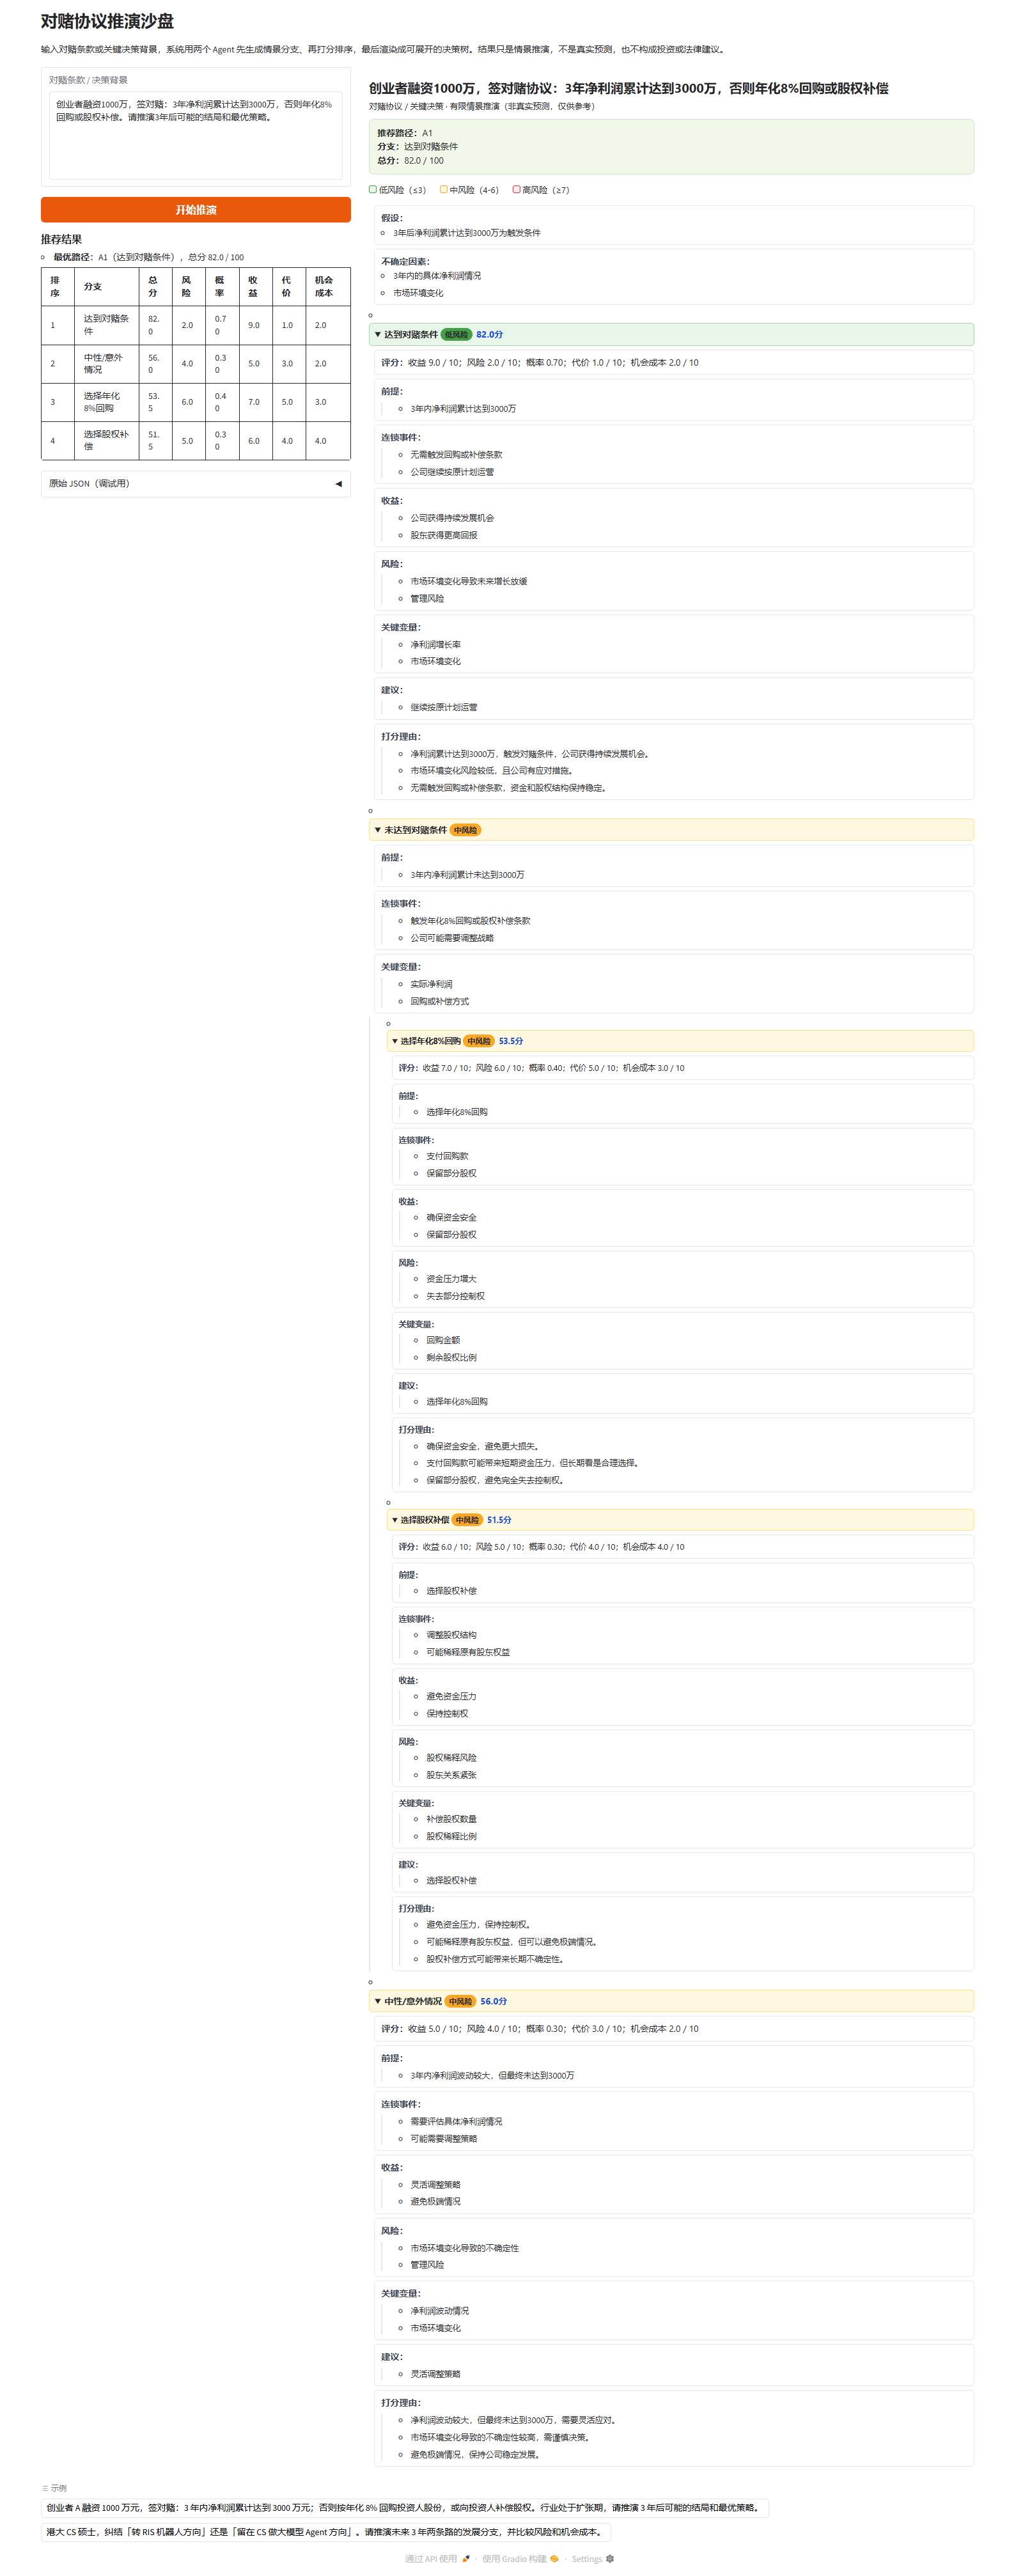 对赌协议推演沙盘
输入对赌条款或关键决策背景，系统用两个 Agent 先生成情景分支、再打分排序，最后渲染成可展开的决策树。结果只是情景推演，不是真实预测，也不构成投资或法律建议。
对赌条款 / 决策背景
创业者融资1000万，签对赌：3年净利润累计达到3000万，否则年化8%
回购或股权补偿。请推演3年后可能的结局和最优策略。
开始推演
推荐结果
最优路径：A1（达到对赌条件），总分 82.0 / 100
排序 分支 总分 风险 概率 收益 代价 机会成本
1 达到对赌条件 82.0 2.0 0.70 9.0 1.0 2.0
2 中性/意外情况 56.0 4.0 0.30 5.0 3.0 2.0
3 选择年化8%回购 53.5 6.0 0.40 7.0 5.0 3.0
4 选择股权补偿 51.5 5.0 0.30 6.0 4.0 4.0
原始 JSON（调试用）
创业者融资1000万，签对赌协议：3年净利润累计达到3000万，否则年化8%回购或股权补偿
对赌协议 / 关键决策 · 有限情景推演（非真实预测，仅供参考）
推荐路径：A1
分支：达到对赌条件
总分：82.0 / 100
低风险（≤3） 中风险（4-6） 高风险（≥7）
假设：
3年后净利润累计达到3000万为触发条件
不确定因素：
3年内的具体净利润情况
市场环境变化
达到对赌条件 低风险 82.0分
评分：收益 9.0 / 10；风险 2.0 / 10；概率 0.70；代价 1.0 / 10；机会成本 2.0 / 10
前提：
3年内净利润累计达到3000万
连锁事件：
无需触发回购或补偿条款
公司继续按原计划运营
收益：
公司获得持续发展机会
股东获得更高回报
风险：
市场环境变化导致未来增长放缓
管理风险
关键变量：
净利润增长率
市场环境变化
建议：
继续按原计划运营
打分理由：
净利润累计达到3000万，触发对赌条件，公司获得持续发展机会。
市场环境变化风险较低，且公司有应对措施。
无需触发回购或补偿条款，资金和股权结构保持稳定。
未达到对赌条件 中风险
前提：
3年内净利润累计未达到3000万
连锁事件：
触发年化8%回购或股权补偿条款
公司可能需要调整战略
关键变量：
实际净利润
回购或补偿方式
选择年化8%回购 中风险 53.5分
评分：收益 7.0 / 10；风险 6.0 / 10；概率 0.40；代价 5.0 / 10；机会成本 3.0 / 10
前提：
选择年化8%回购
连锁事件：
支付回购款
保留部分股权
收益：
确保资金安全
保留部分股权
风险：
资金压力增大
失去部分控制权
关键变量：
回购金额
剩余股权比例
建议：
选择年化8%回购
打分理由：
确保资金安全，避免更大损失。
支付回购款可能带来短期资金压力，但长期看是合理选择。
保留部分股权，避免完全失去控制权。
选择股权补偿 中风险 51.5分
评分：收益 6.0 / 10；风险 5.0 / 10；概率 0.30；代价 4.0 / 10；机会成本 4.0 / 10
前提：
选择股权补偿
连锁事件：
调整股权结构
可能稀释原有股东权益
收益：
避免资金压力
保持控制权
风险：
股权稀释风险
股东关系紧张
关键变量：
补偿股权数量
股权稀释比例
建议：
选择股权补偿
打分理由：
避免资金压力，保持控制权。
可能稀释原有股东权益，但可以避免极端情况。
股权补偿方式可能带来长期不确定性。
中性/意外情况 中风险 56.0分
评分：收益 5.0 / 10；风险 4.0 / 10；概率 0.30；代价 3.0 / 10；机会成本 2.0 / 10
前提：
3年内净利润波动较大，但最终未达到3000万
连锁事件：
需要评估具体净利润情况
可能需要调整策略
收益：
灵活调整策略
避免极端情况
风险：
市场环境变化导致的不确定性
管理风险
关键变量：
净利润波动情况
市场环境变化
建议：
灵活调整策略
打分理由：
净利润波动较大，但最终未达到3000万，需要灵活应对。
市场环境变化导致的不确定性较高，需谨慎决策。
避免极端情况，保持公司稳定发展。
示例
创业者 A 融资 1000 万元，签对赌：3 年内净利润累计达到 3000 万元；否则按年化 8% 回购投资人股份，或向投资人补偿股权。行业处于扩张期，请推演 3 年后可能的结局和最优策略。
港大 CS 硕士，纠结「转 RIS 机器人方向」还是「留在 CS 做大模型 Agent 方向」。请推演未来 3 年两条路的发展分支，并比较风险和机会成本。
通过 API 使用 · 使用 Gradio 构建 · Settings